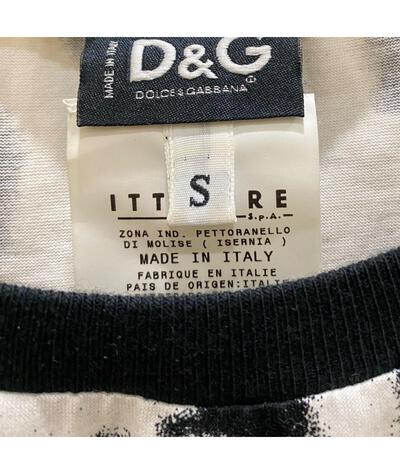 MADE IN ITALY
D&G
DOLCE&GABBANA®
S
ITT RE
S.p.A.
ZONA IND. PETTORANELLO
DI MOLISE ( ISERNIA )
MADE IN ITALY
FABRIQUE EN ITALIE
PAIS DE ORIGEN:ITALI